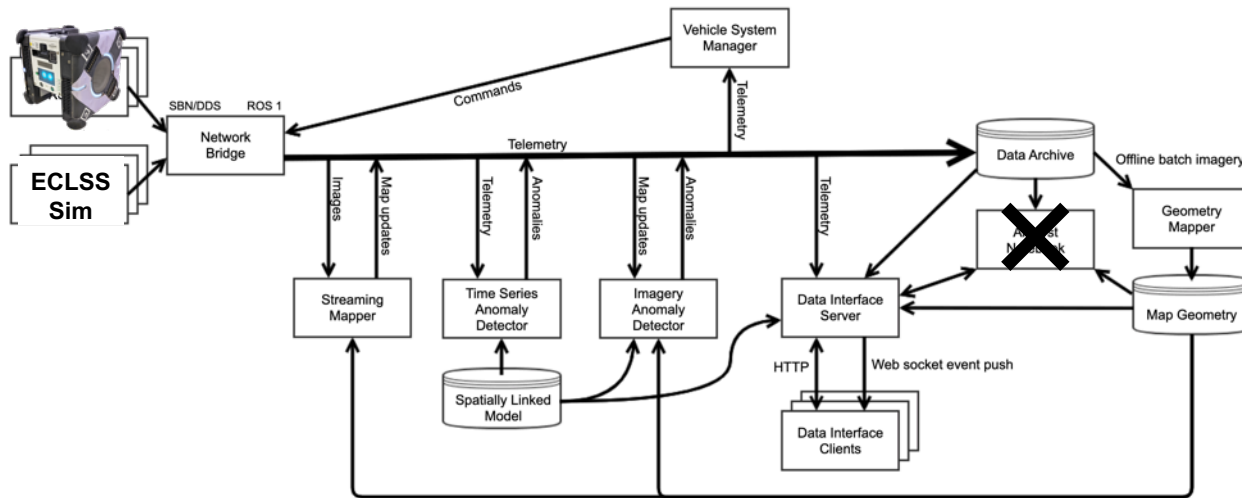 Vehicle System
Manager
Commands
Telemetry
SBN/DDS
ROS 1
Network
Bridge
Telemetry
ECLSS
Sim
Data Archive
Offline batch imagery
Images
Map updates
Telemetry
Anomalies
Map updates
Anomalies
Telemetry
Geometry
Mapper
Streaming
Mapper
Time Series
Anomaly
Detector
Imagery
Anomaly
Detector
Data Interface
Server
Map Geometry
HTTP
Web socket event push
Spatially Linked
Model
Data Interface
Clients